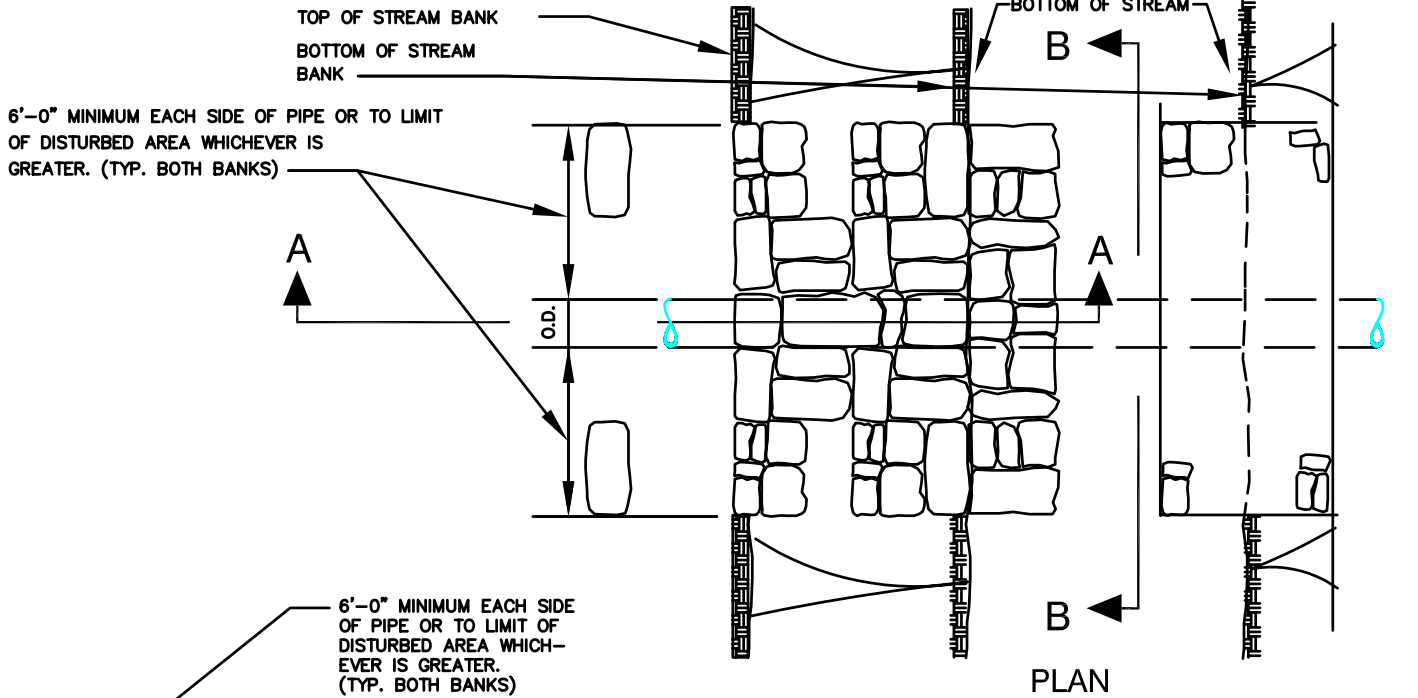 TOP OF STREAM BANK
BOTTOM OF STREAM
BOTTOM OF STREAM
BANK
B
6'-0" MINIMUM EACH SIDE OF PIPE OR TO LIMIT
OF DISTURBED AREA WHICHEVER IS
GREATER. (TYP. BOTH BANKS)
A
A
O.D.
6'-0" MINIMUM EACH SIDE
OF PIPE OR TO LIMIT OF
DISTURBED AREA WHICH-
EVER IS GREATER.
(TYP. BOTH BANKS)
B
PLAN